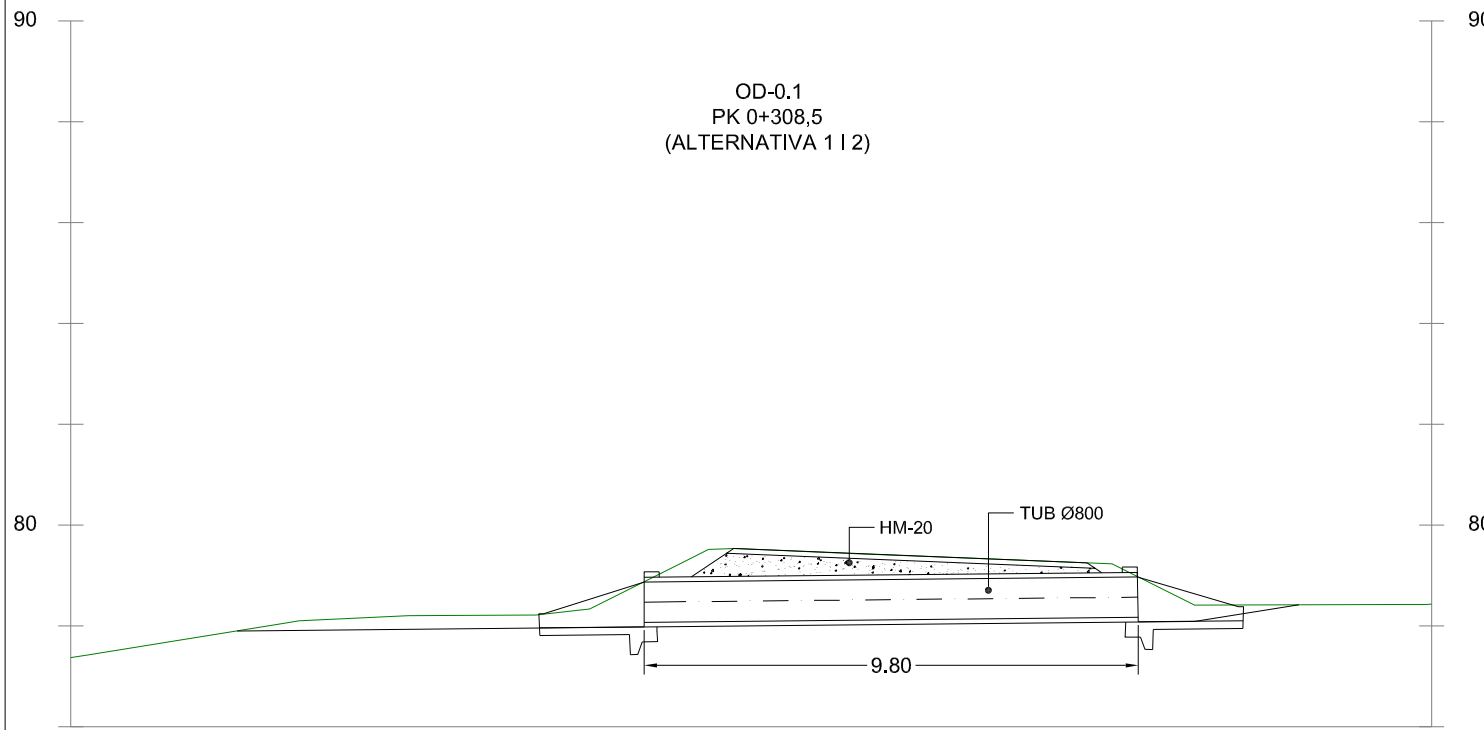 90
90
OD-0.1
PK 0+308,5
(ALTERNATIVA 1 I 2)
80
80
HM-20
TUB Ø800
9.80